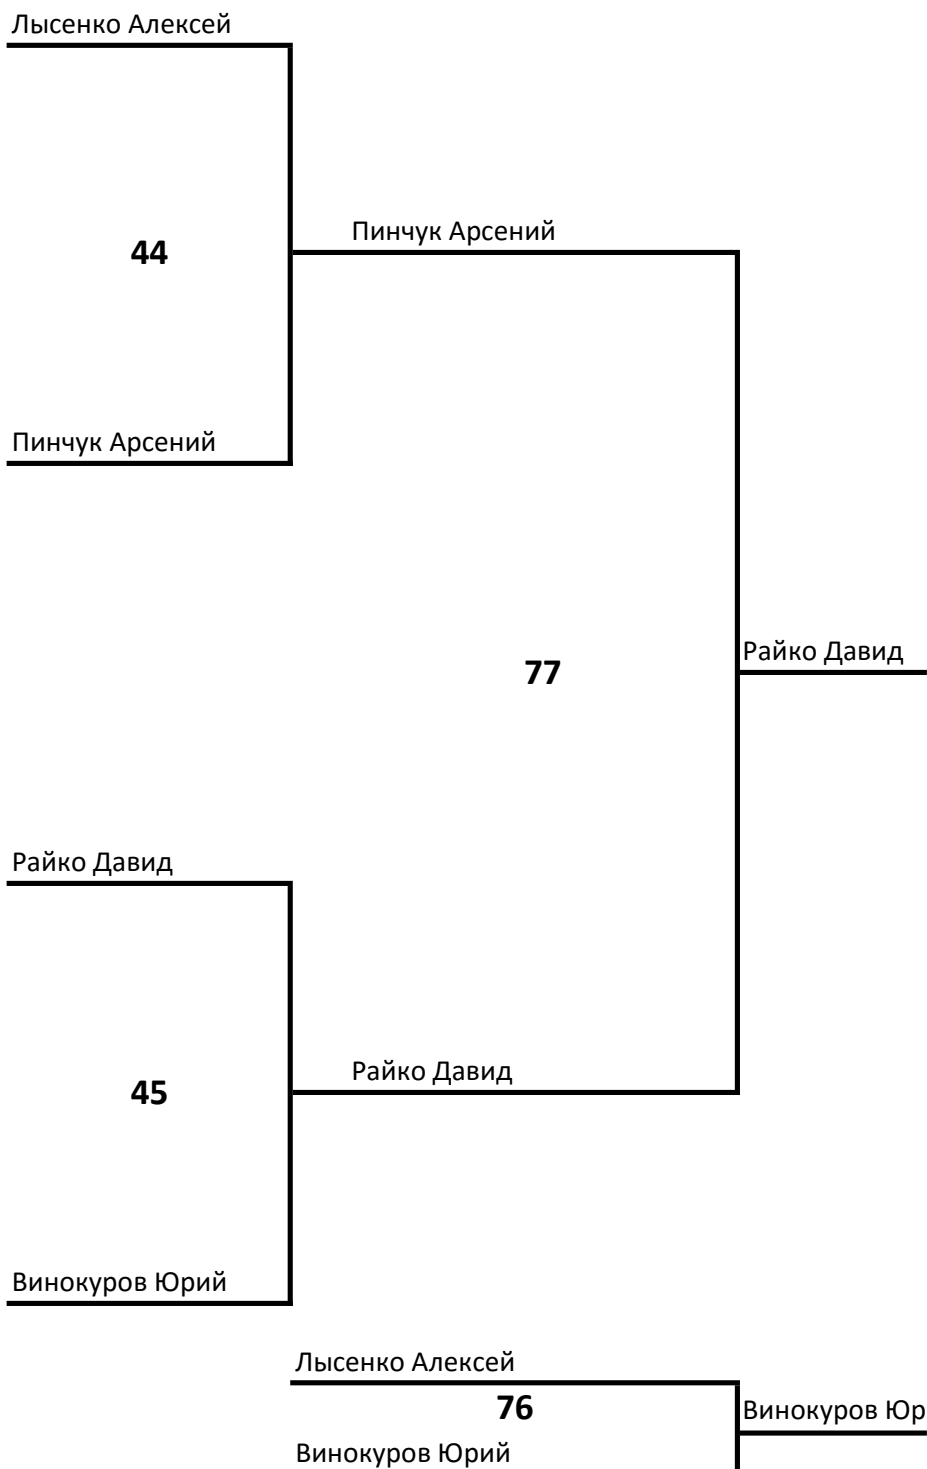 Лысенко Алексей
Пинчук Арсений
44
Пинчук Арсений
Райко Давид
77
Райко Давид
Райко Давид
45
Винокуров Юрий
Лысенко Алексей
76
Винокуров Юр
Винокуров Юрий